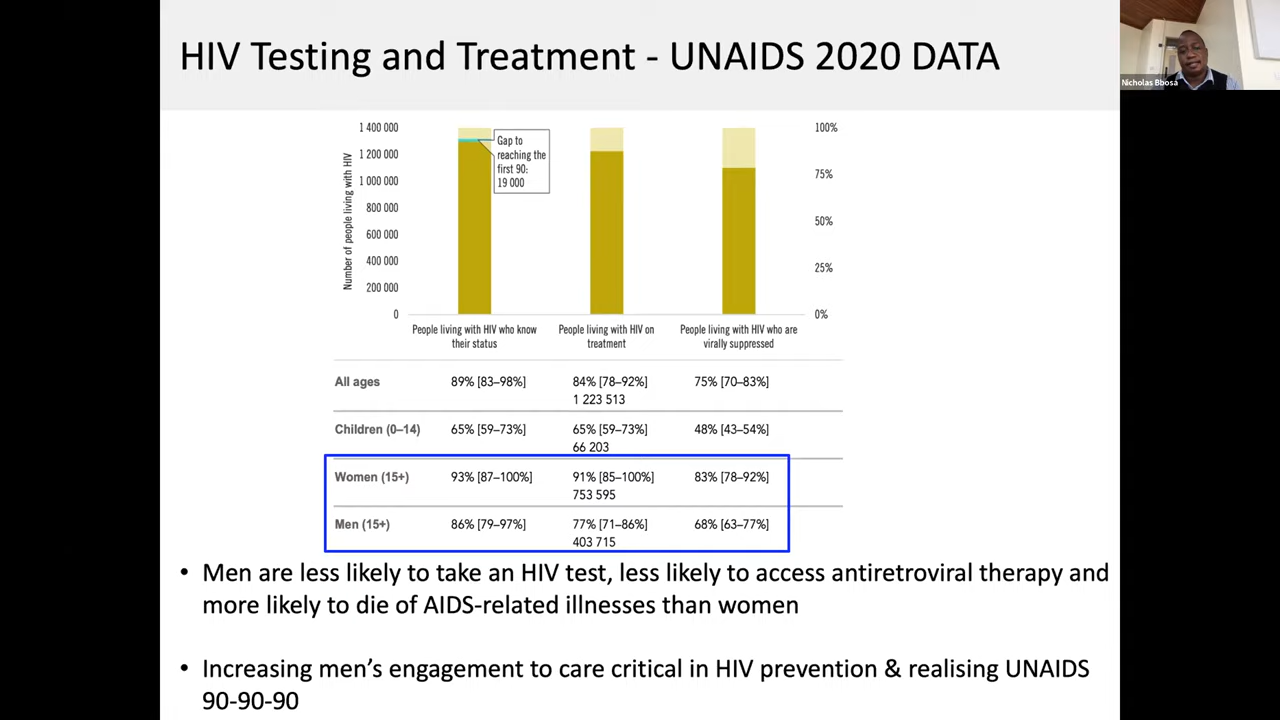 HIV Testing and Treatment - UNAIDS 2020 DATA
Nicholas Bbosa
Number of people living with HIV
1 400 000
1 200 000
1 000 000
800 000
600 000
400 000
200 000
0
Gap to
reaching the
first 90:
19 000
100%
75%
50%
25%
0%
People living with HIV who know
their status
People living with HIV on
treatment
People living with HIV who are
virally suppressed
All ages 89% [83–98%] 84% [78–92%] 75% [70–83%]
1 223 513
Children (0–14) 65% [59–73%] 65% [59–73%] 48% [43–54%]
66 203
Women (15+) 93% [87–100%] 91% [85–100%] 83% [78–92%]
753 595
Men (15+) 86% [79–97%] 77% [71–86%] 68% [63–77%]
403 715
• Men are less likely to take an HIV test, less likely to access antiretroviral therapy and
more likely to die of AIDS-related illnesses than women
• Increasing men’s engagement to care critical in HIV prevention & realising UNAIDS
90-90-90